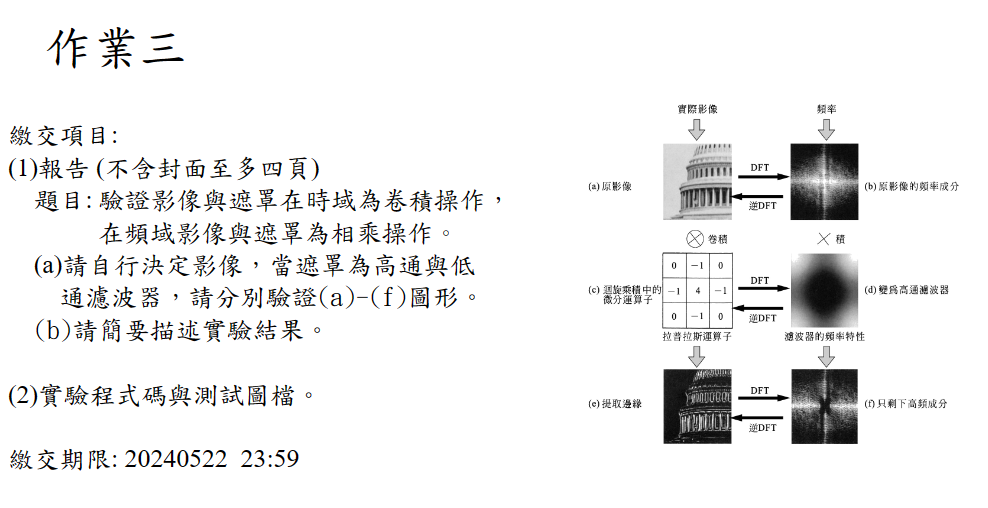 作業三
繳交項目:
(1)報告 (不含封面至多四頁)
題目: 驗證影像與遮罩在時域為卷積操作，
在頻域影像與遮罩為相乘操作。
(a)請自行決定影像，當遮罩為高通與低
通濾波器，請分別驗證(a)-(f)圖形。
(b)請簡要描述實驗結果。
(2)實驗程式碼與測試圖檔。
繳交期限: 20240522 23:59
實際影像
頻率
(a) 原影像
DFT
逆DFT
(b) 原影像的頻率成分
卷積
積
(c) 迴旋乘積中的
微分運算子
0 −1 0
−1 4 −1
0 −1 0
DFT
逆DFT
(d) 變為高通濾波器
拉普拉斯運算子
濾波器的頻率特性
(e) 提取邊緣
DFT
逆DFT
(f) 只剩下高頻成分